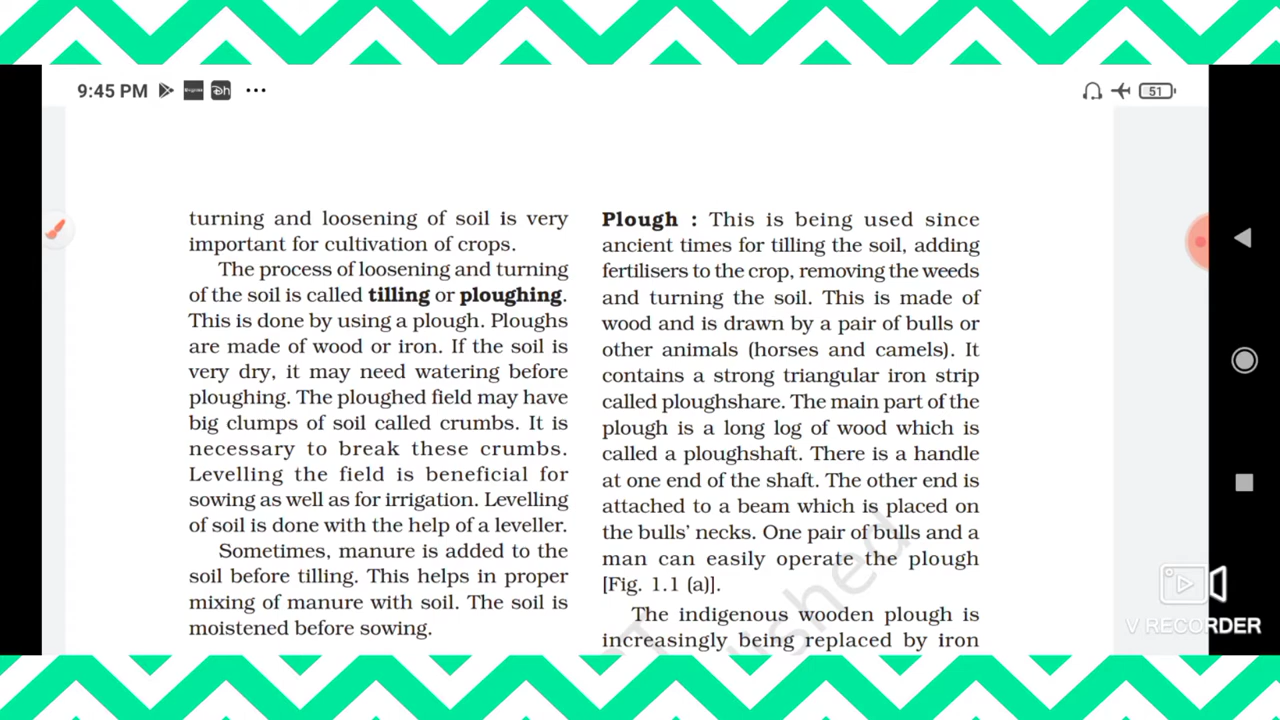 9:45 PM
51
turning and loosening of soil is very
important for cultivation of crops.
The process of loosening and turning
of the soil is called tilling or ploughing.
This is done by using a plough. Ploughs
are made of wood or iron. If the soil is
very dry, it may need watering before
ploughing. The ploughed field may have
big clumps of soil called crumbs. It is
necessary to break these crumbs.
Levelling the field is beneficial for
sowing as well as for irrigation. Levelling
of soil is done with the help of a leveller.
Sometimes, manure is added to the
soil before tilling. This helps in proper
mixing of manure with soil. The soil is
moistened before sowing.
Plough : This is being used since
ancient times for tilling the soil, adding
fertilisers to the crop, removing the weeds
and turning the soil. This is made of
wood and is drawn by a pair of bulls or
other animals (horses and camels). It
contains a strong triangular iron strip
called ploughshare. The main part of the
plough is a long log of wood which is
called a ploughshaft. There is a handle
at one end of the shaft. The other end is
attached to a beam which is placed on
the bulls' necks. One pair of bulls and a
man can easily operate the plough
[Fig. 1.1 (a)].
The indigenous wooden plough is
increasingly being replaced by iron
V RECORDER